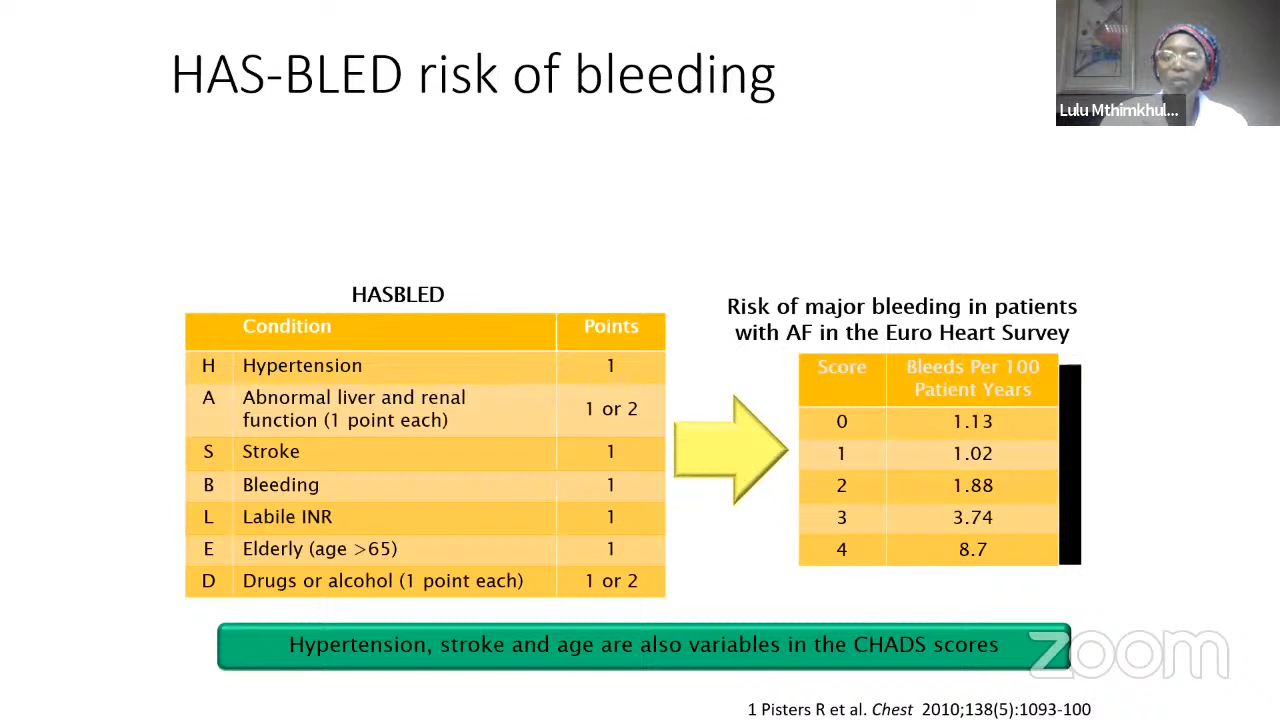 HAS-BLED risk of bleeding
Lulu Mthimkhul...
HASBLED
Condition Points
H Hypertension 1
A Abnormal liver and renal
function (1 point each) 1 or 2
S Stroke 1
B Bleeding 1
L Labile INR 1
E Elderly (age >65) 1
D Drugs or alcohol (1 point each) 1 or 2
Risk of major bleeding in patients
with AF in the Euro Heart Survey
Score Bleeds Per 100
Patient Years
0 1.13
1 1.02
2 1.88
3 3.74
4 8.7
Hypertension, stroke and age are also variables in the CHADS scores
zoom
1 Pisters R et al. Chest 2010;138(5):1093-100